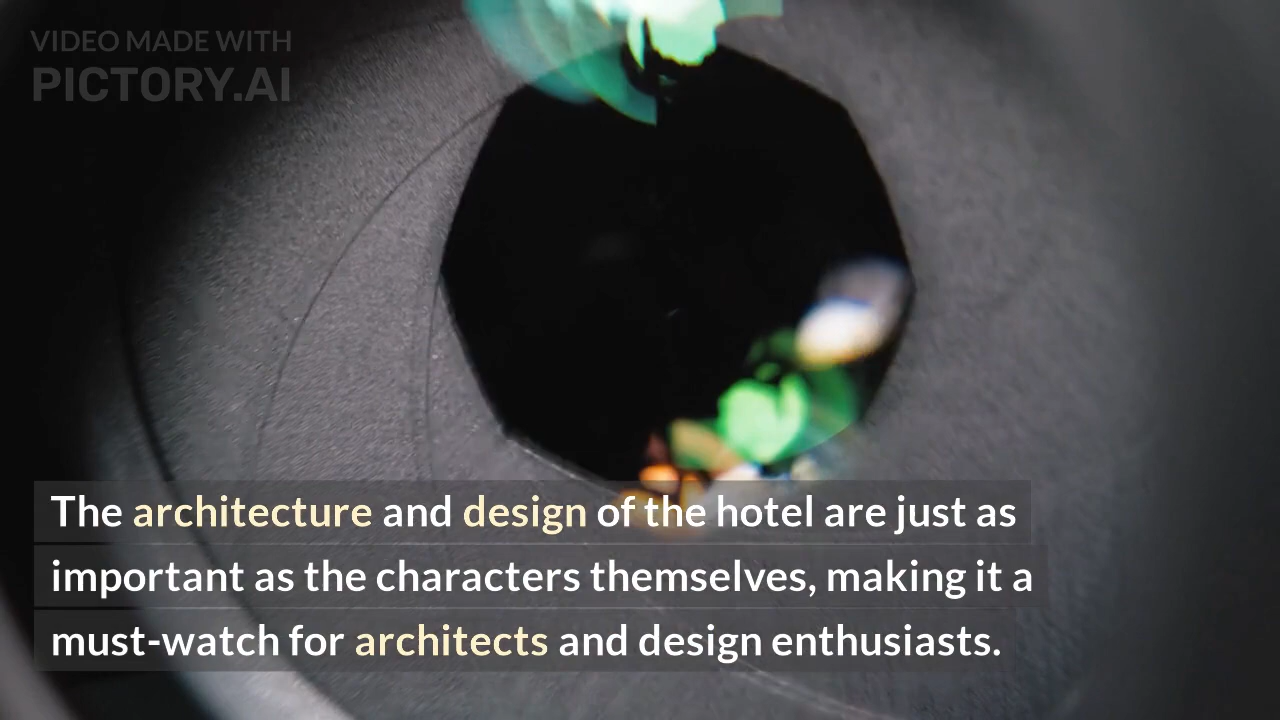 VIDEO MADE WITH
PICTORY.AI
The architecture and design of the hotel are just as
important as the characters themselves, making it a
must-watch for architects and design enthusiasts.